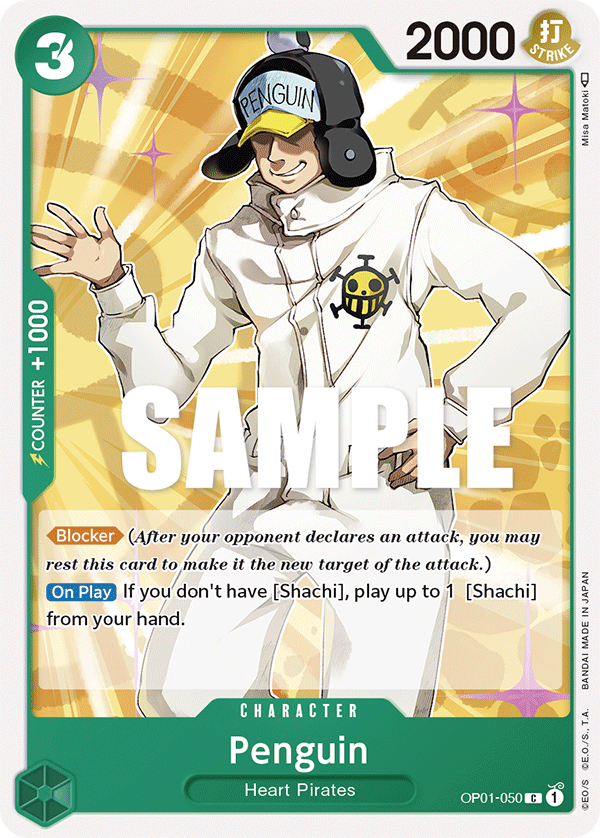 3
2000
打
STRIKE
PENGUIN
Misa Matoki
COUNTER +1000
SAMPLE
Blocker (After your opponent declares an attack, you may
rest this card to make it the new target of the attack.)
On Play If you don't have [Shachi], play up to 1 [Shachi]
from your hand.
CHARACTER
Penguin
Heart Pirates
OP01-050 C 1
©EO/S ©E.O./S., T.A. BANDAI MADE IN JAPAN